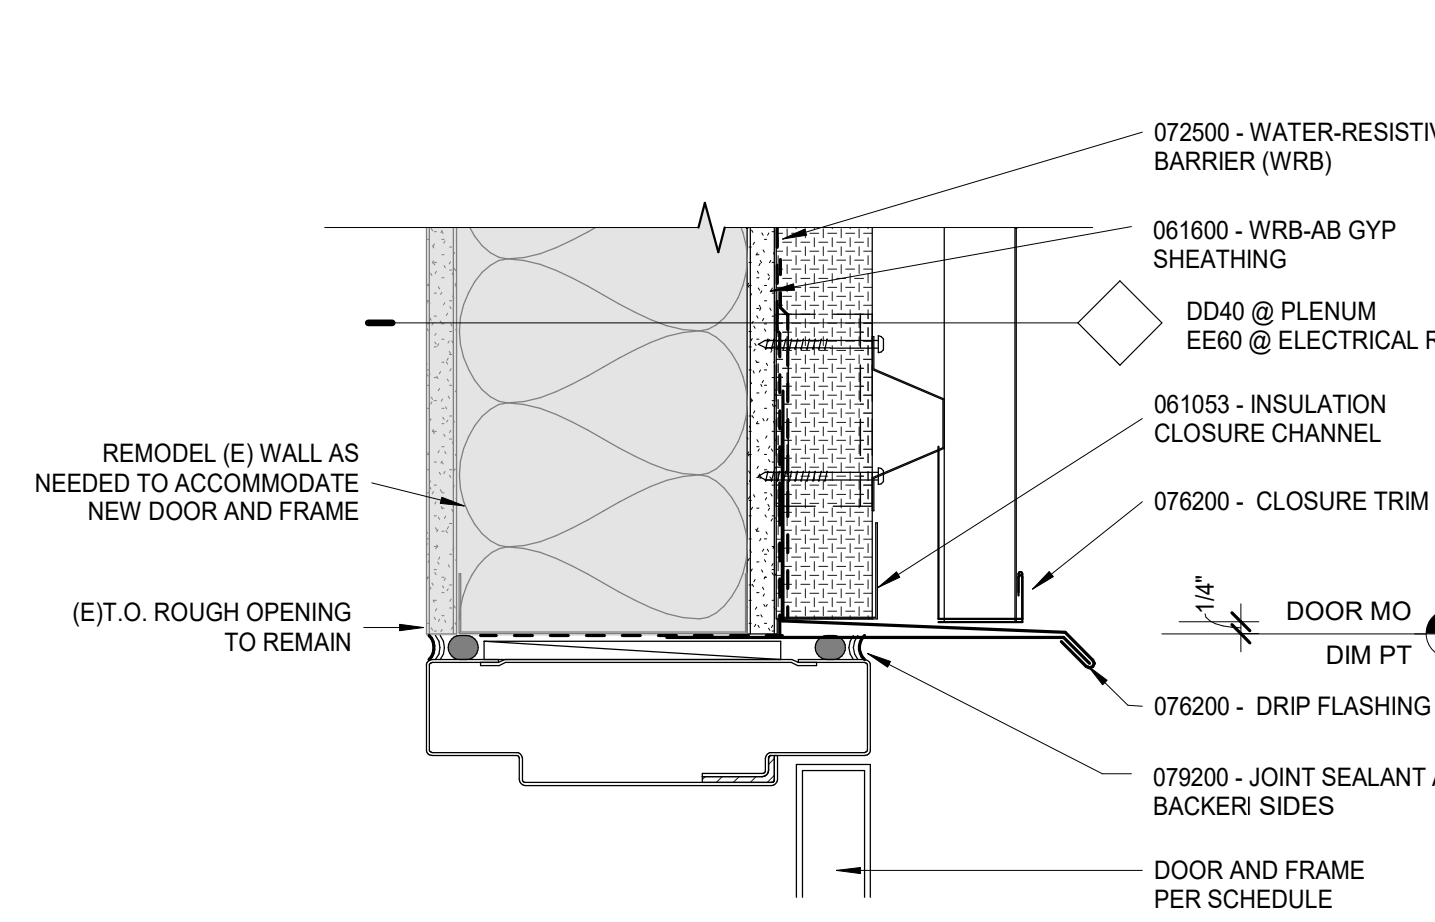 072500 - WATER-RESISTIV
BARRIER (WRB)
061600 - WRB-AB GYP
SHEATHING
DD40 @ PLENUM
EE60 @ ELECTRICAL R
061053 - INSULATION
CLOSURE CHANNEL
REMODEL (E) WALL AS
NEEDED TO ACCOMMODATE
NEW DOOR AND FRAME
076200 - CLOSURE TRIM
(E)T.O. ROUGH OPENING
TO REMAIN
1/4"
DOOR MO
DIM PT
076200 - DRIP FLASHING
079200 - JOINT SEALANT A
BACKER SIDES
DOOR AND FRAME
PER SCHEDULE